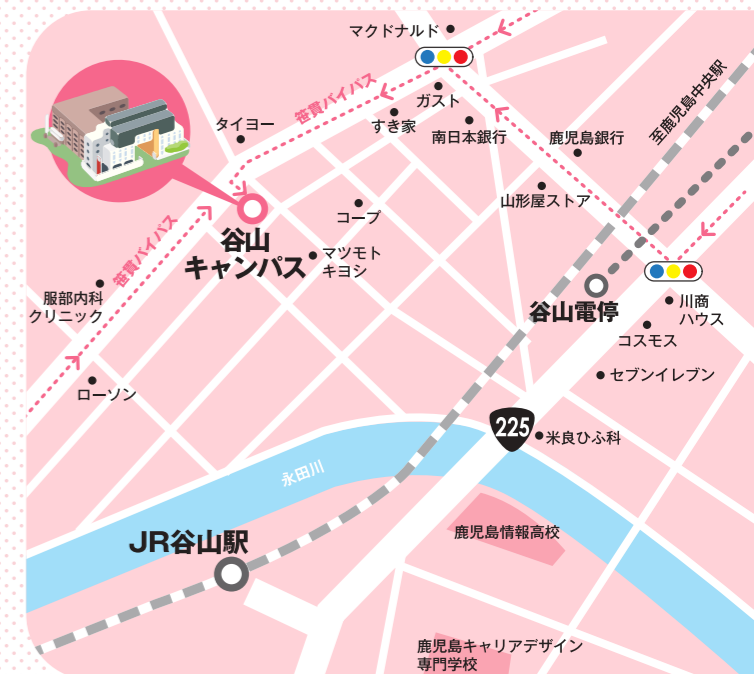 マクドナルド
笹貫バイパス
ガスト
すき家
南日本銀行
タイヨー
鹿児島銀行
至鹿児島中央駅
山形屋ストア
コープ
谷山
キャンパス
マツモト
キヨシ
笹貫バイパス
服部内科
クリニック
ローソン
谷山電停
川商
ハウス
コスモス
セブンイレブン
225
米良ひふ科
永田川
JR谷山駅
鹿児島情報高校
鹿児島キャリアデザイン
専門学校